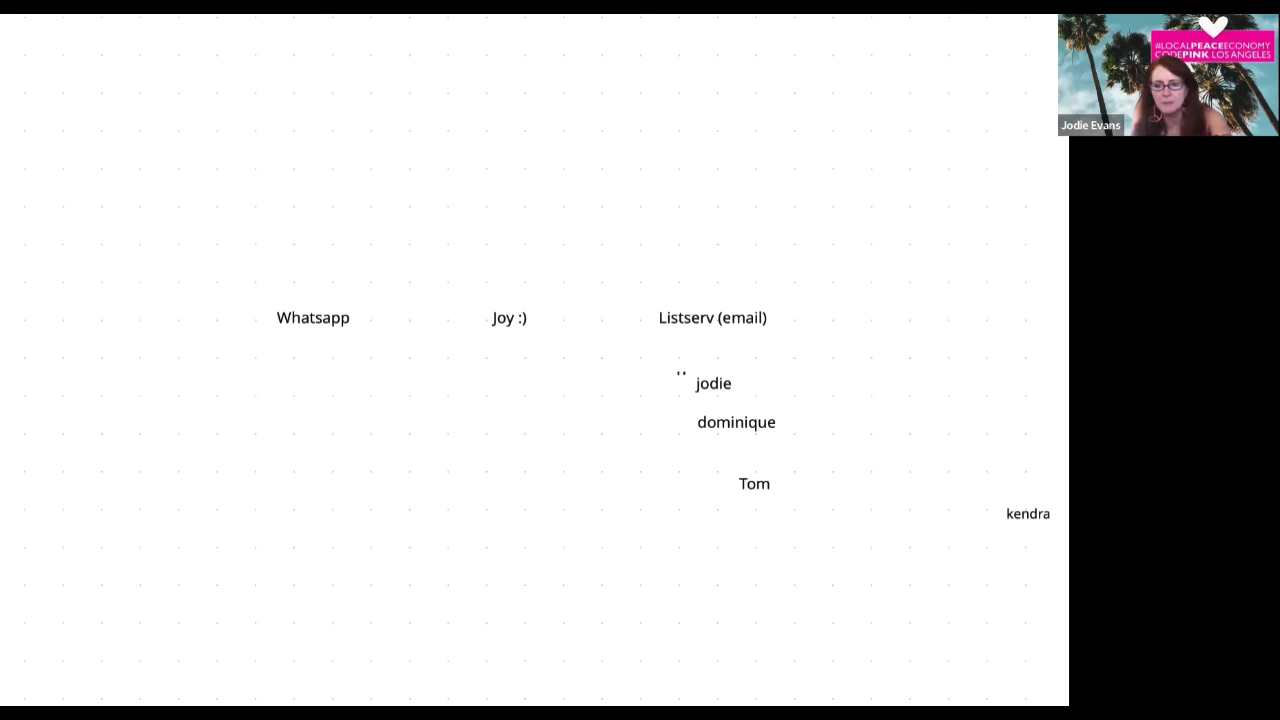 #LOCALPEACEECONOMY
CODEPINK LOS ANGELES
Jodie Evans
Whatsapp
Joy :)
Listserv (email)
jodie
dominique
Tom
kendra